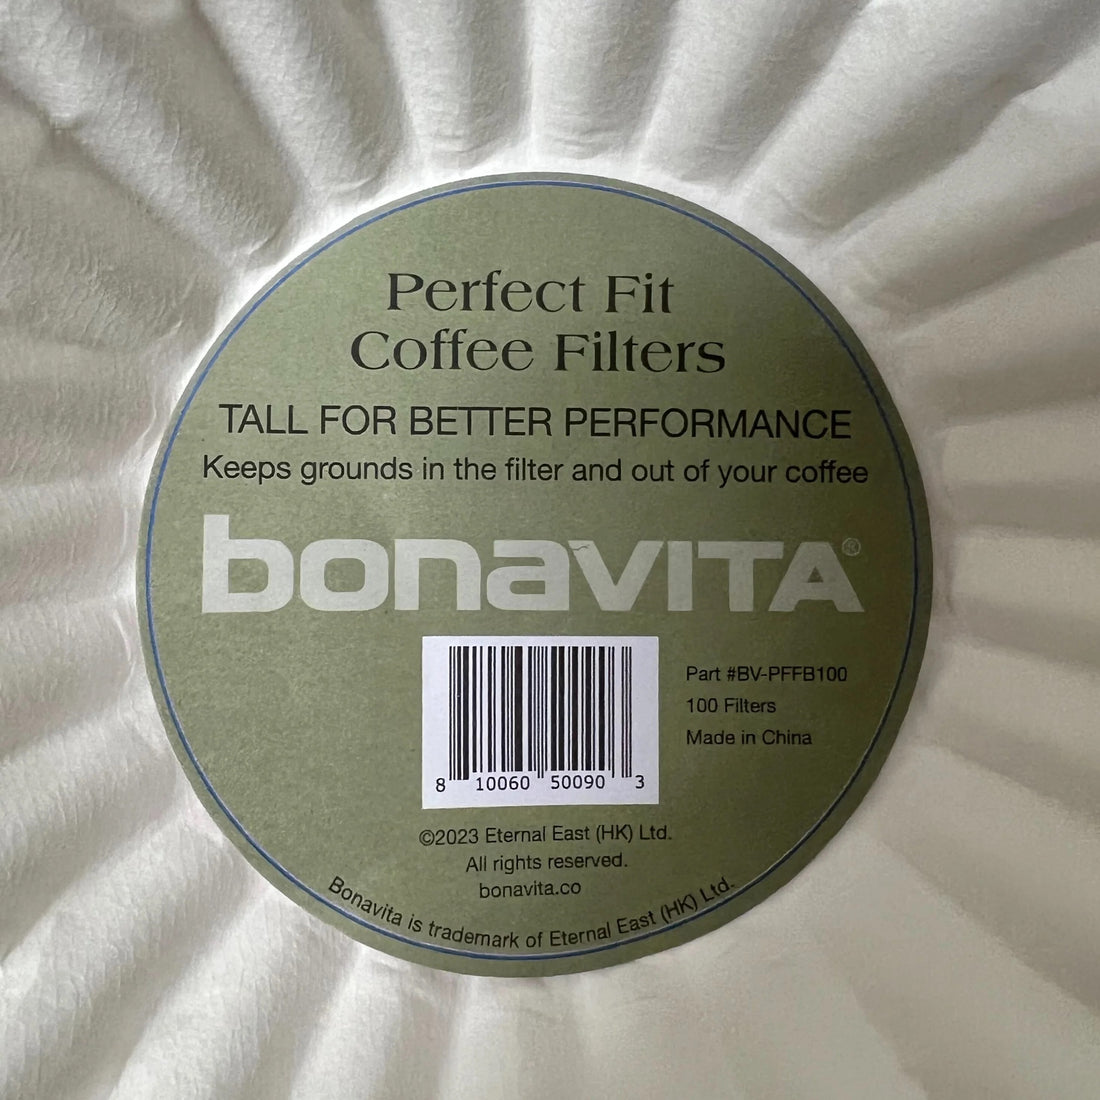 Perfect Fit
Coffee Filters
TALL FOR BETTER PERFORMANCE
Keeps grounds in the filter and out of your coffee
bonaVITA®
Part #BV-PFFB100
100 Filters
Made in China
8 10060 50090 3
©2023 Eternal East (HK) Ltd.
All rights reserved.
bonavita.co
Bonavita is trademark of Eternal East (HK) Ltd.